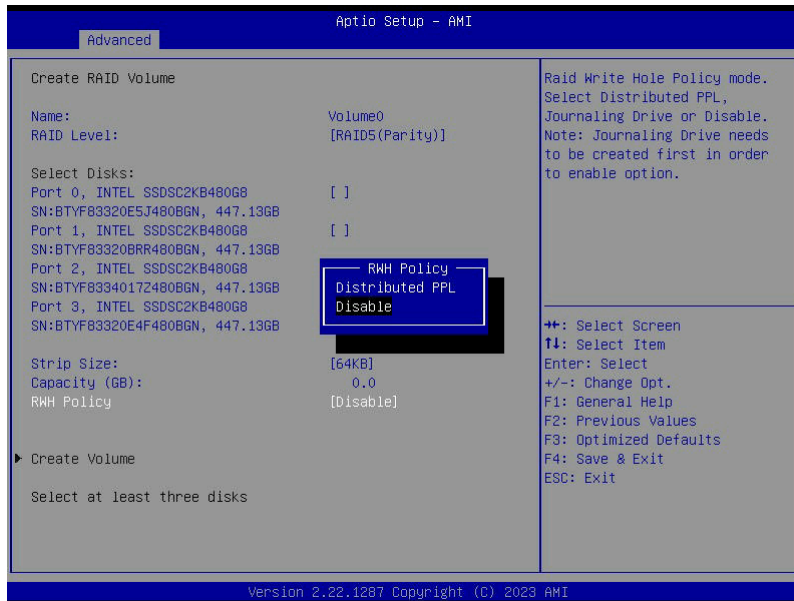 Aptio Setup – AMI
Advanced
Create RAID Volume
Name: Volume0
RAID Level: [RAID5(Parity)]
Select Disks:
Port 0, INTEL SSDSC2KB480G8 [ ]
SN:BTYF83320E5J480BGN, 447.13GB
Port 1, INTEL SSDSC2KB480G8 [ ]
SN:BTYF83320BRR480BGN, 447.13GB
Port 2, INTEL SSDSC2KB480G8
SN:BTYF8334017Z480BGN, 447.13GB
Port 3, INTEL SSDSC2KB480G8
SN:BTYF83320E4F480BGN, 447.13GB
Strip Size: [64KB]
Capacity (GB): 0.0
RWH Policy [Disable]
▶ Create Volume
Select at least three disks
RWH Policy
Distributed PPL
Disable
Raid Write Hole Policy mode.
Select Distributed PPL,
Journaling Drive or Disable.
Note: Journaling Drive needs
to be created first in order
to enable option.
→←: Select Screen
↑↓: Select Item
Enter: Select
+/-: Change Opt.
F1: General Help
F2: Previous Values
F3: Optimized Defaults
F4: Save & Exit
ESC: Exit
Version 2.22.1287 Copyright (C) 2023 AMI